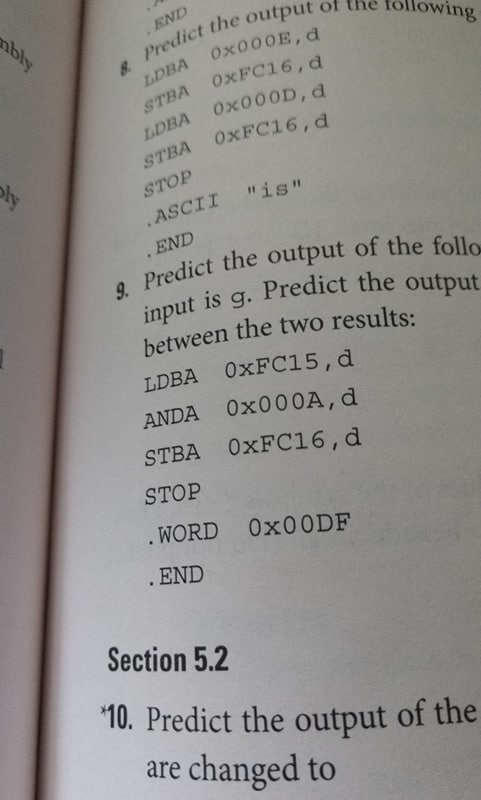 .END
8. Predict the output of the following
LDBA 0x000E,d
STBA 0xFC16,d
LDBA 0x000D,d
STBA 0xFC16,d
STOP
.ASCII "is"
.END
9. Predict the output of the
input is g. Predict the output
between the two results:
LDBA 0xFC15,d
ANDA 0x000A,d
STBA 0xFC16,d
STOP
.WORD 0x00DF
.END
Section 5.2
*10. Predict the output of the
are changed to